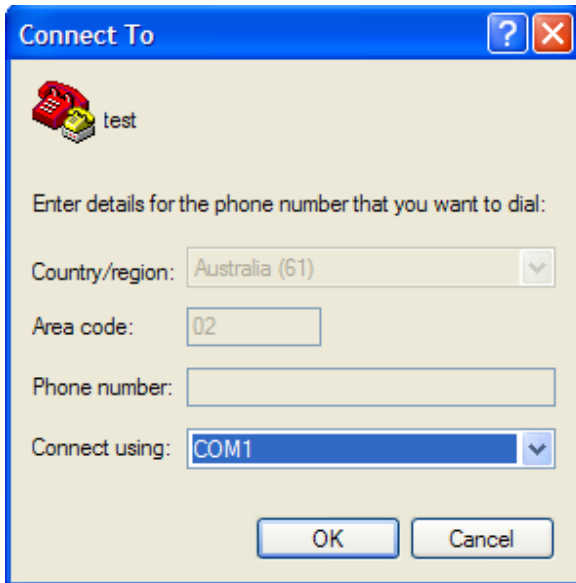 Connect To
test
Enter details for the phone number that you want to dial:
Country/region: Australia (61)
Area code: 02
Phone number:
Connect using: COM1
OK Cancel